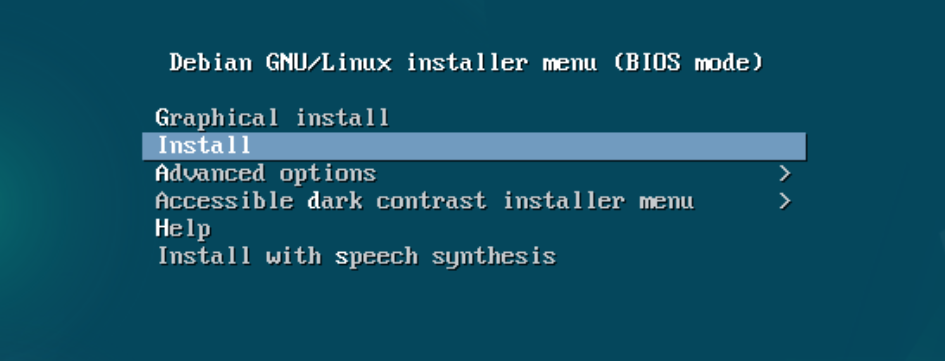 Debian GNU/Linux installer menu (BIOS mode)
Graphical install
Install
Advanced options >
Accessible dark contrast installer menu >
Help
Install with speech synthesis